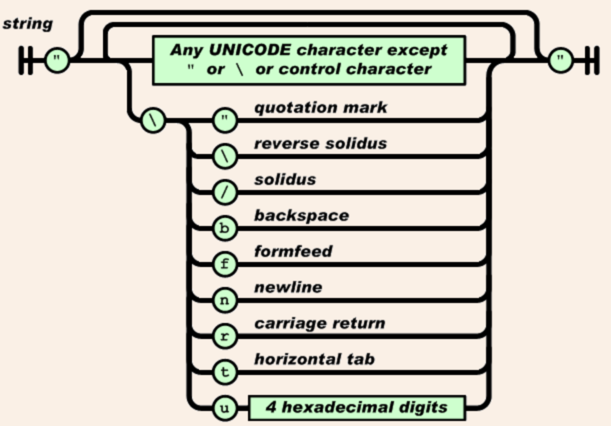 string
"
Any UNICODE character except
" or \ or control character
"
\
" quotation mark
\ reverse solidus
/ solidus
b backspace
f formfeed
n newline
r carriage return
t horizontal tab
u 4 hexadecimal digits